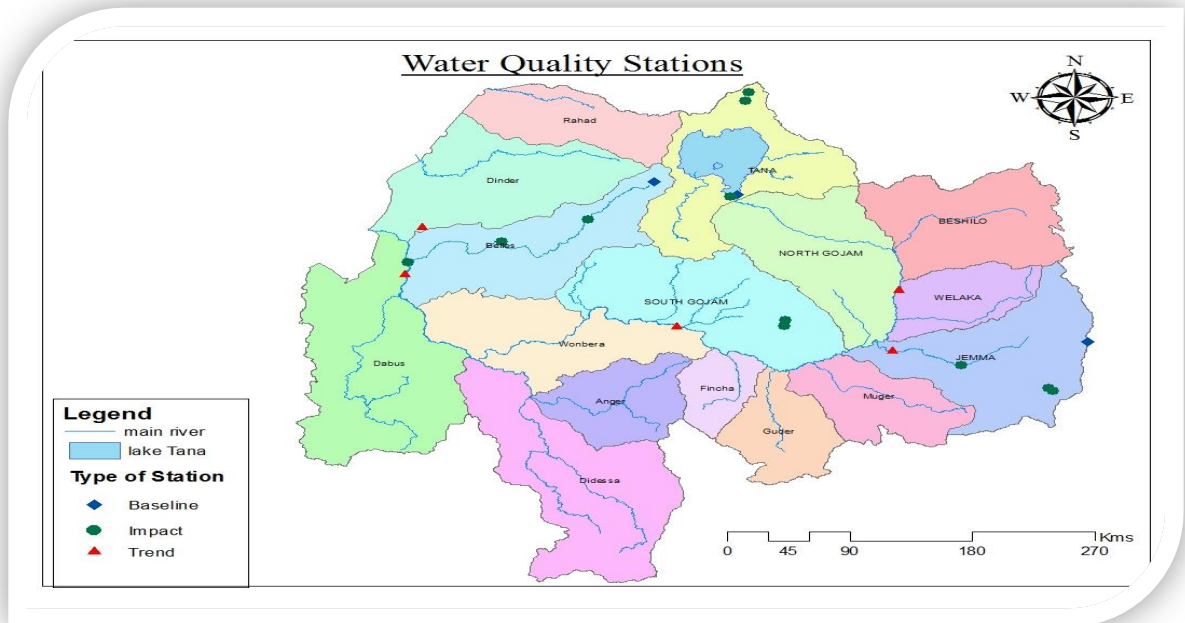 Water Quality Stations
N
W E
S
Rahad
Dinder
TANA
BESHILO
Beles
NORTH GOJAM
WELAKA
SOUTH GOJAM
Wonbera
JEMMA
Dabus
Fincha
Anger
Muger
Guder
Didessa
Legend
main river
lake Tana
Type of Station
Baseline
Impact
Trend
Kms
0 45 90 180 270